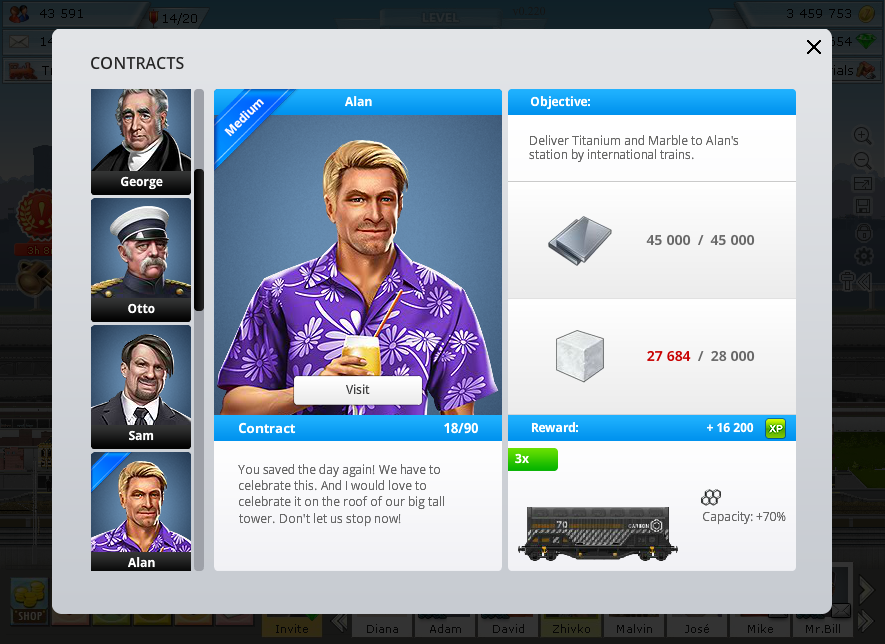 43 591
14/20
LEVEL
3 459 753
CONTRACTS
George
Otto
Sam
Alan
Medium
Alan
Visit
Contract 18/90
You saved the day again! We have to
celebrate this. And I would love to
celebrate it on the roof of our big tall
tower. Don't let us stop now!
Objective:
Deliver Titanium and Marble to Alan's
station by international trains.
45 000 / 45 000
27 684 / 28 000
Reward: + 16 200 XP
3x
70 CARBON
Capacity: +70%
SHOP
Invite
Diana
Adam
David
Zhivko
Malvin
José
Mike
Mr.Bill